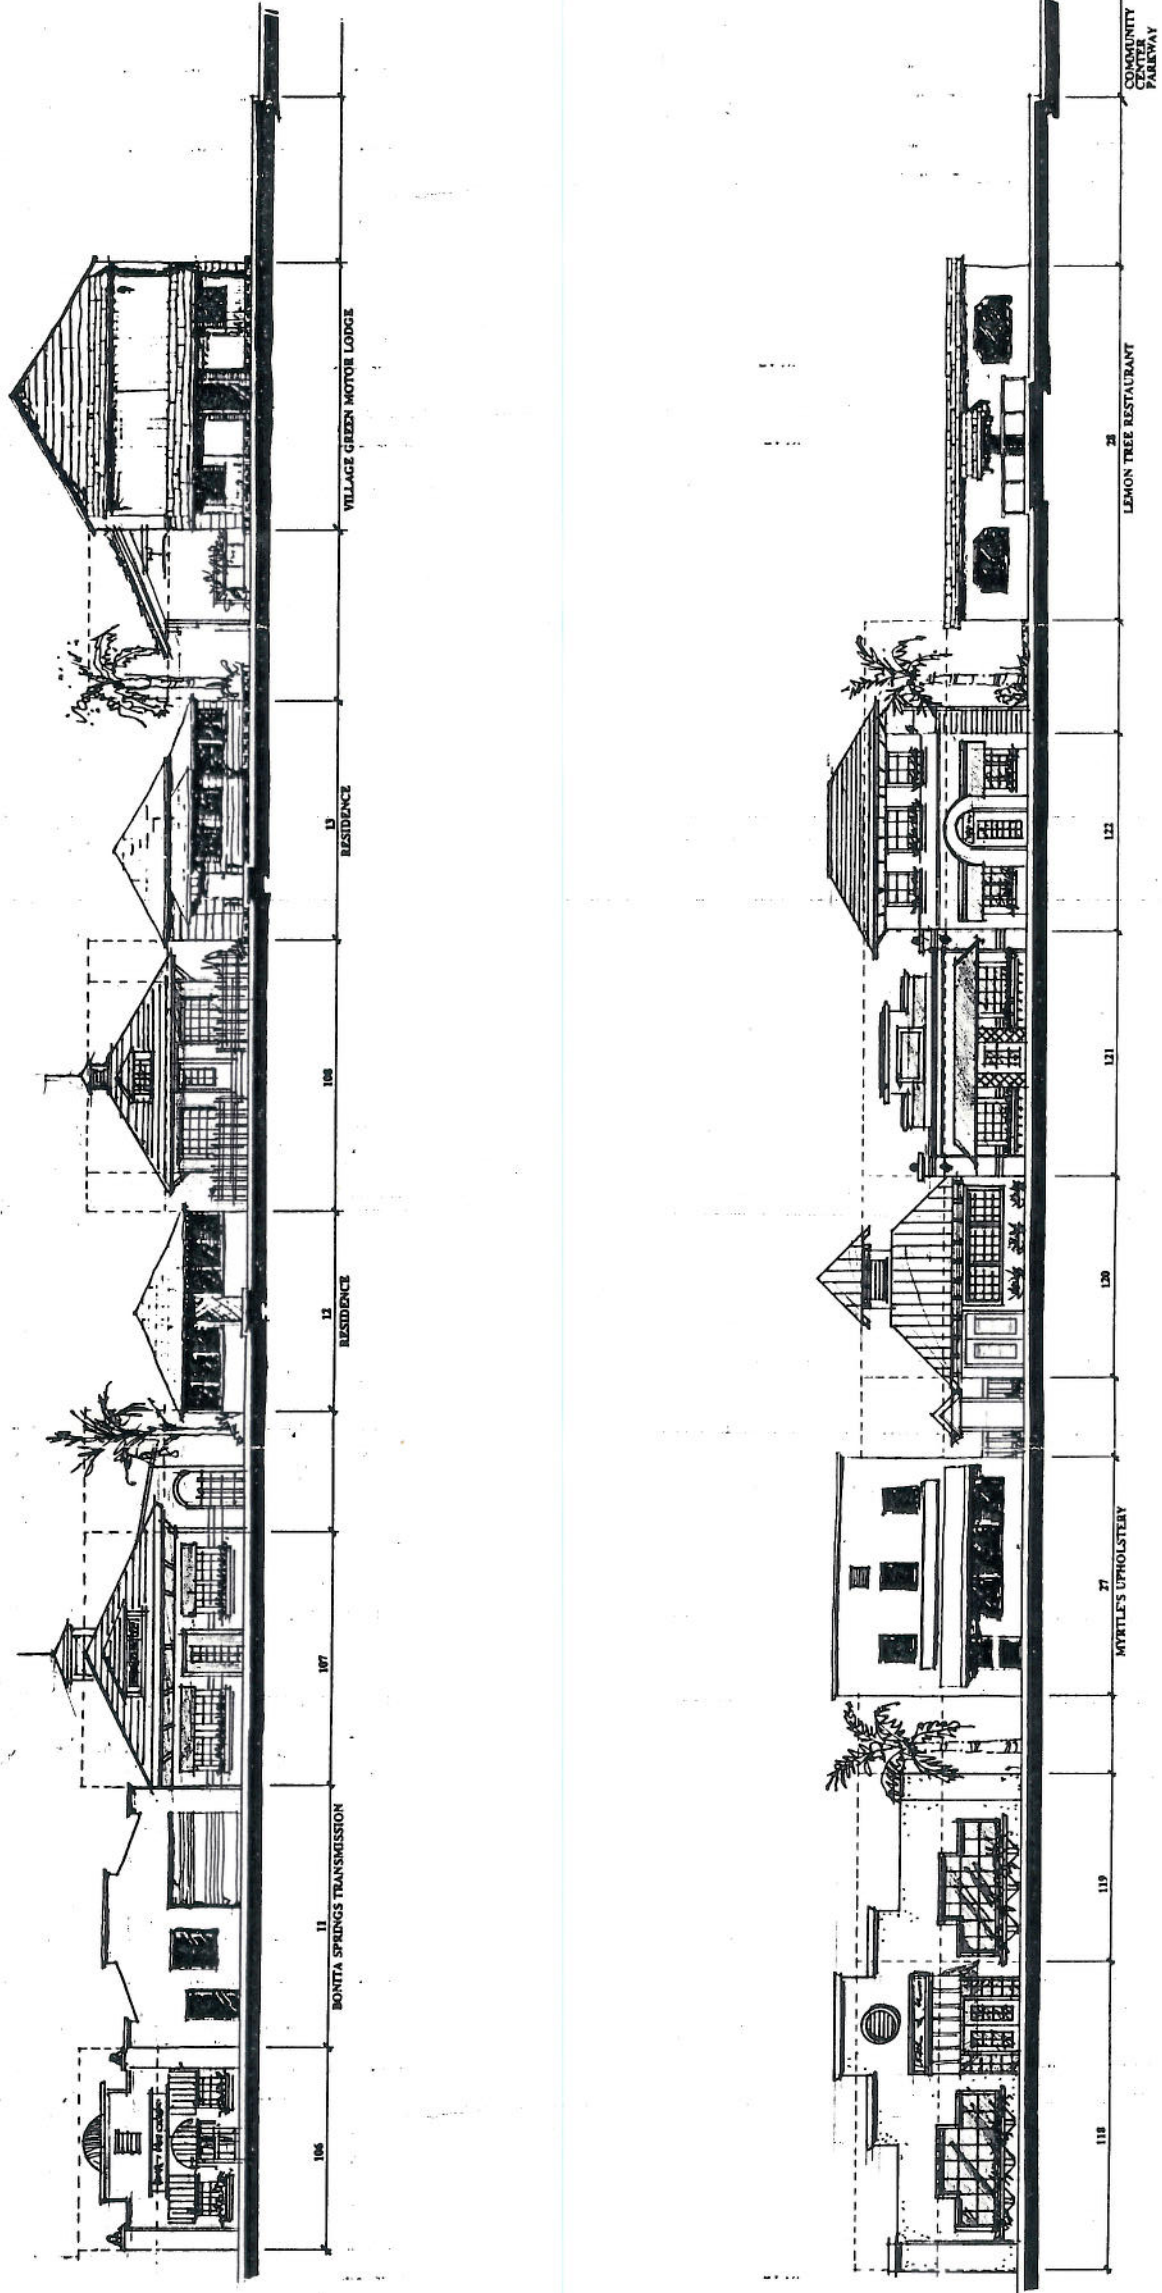 106
11
BONITA SPRINGS TRANSMISSION
107
12
RESIDENCE
108
13
RESIDENCE
VILLAGE GREEN MOTOR LODGE
118
119
27
MYRTLE'S UPHOLSTERY
120
121
122
28
LEMON TREE RESTAURANT
COMMUNITY
CENTER
PARKWAY